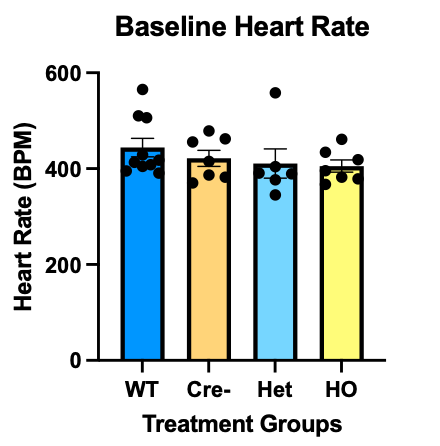 Baseline Heart Rate
Heart Rate (BPM)
600
400
200
0
WT Cre- Het HO
Treatment Groups